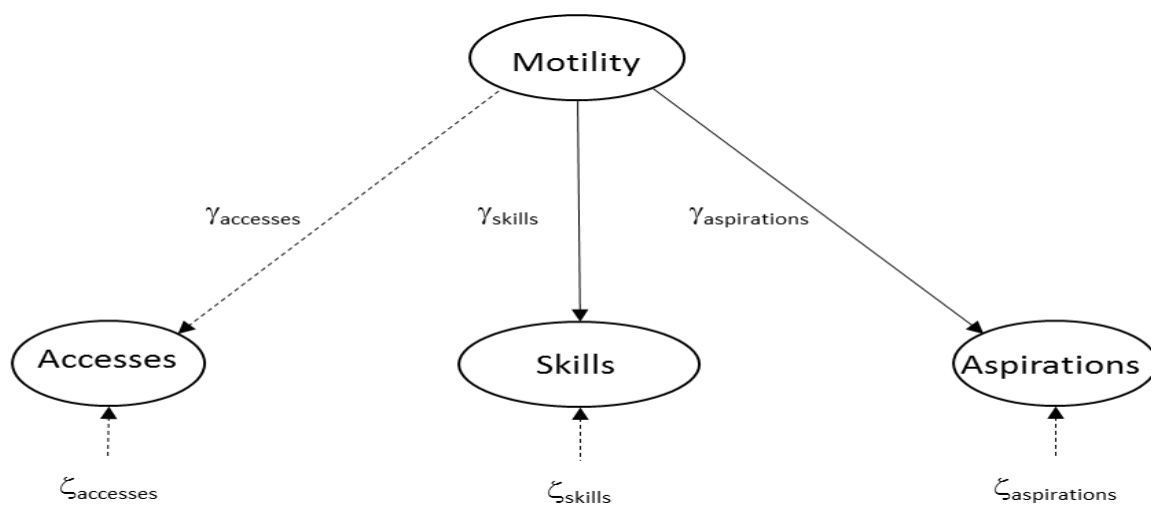 Motility
γaccesses
γskills
γaspirations
Accesses
Skills
Aspirations
ζaccesses
ζskills
ζaspirations